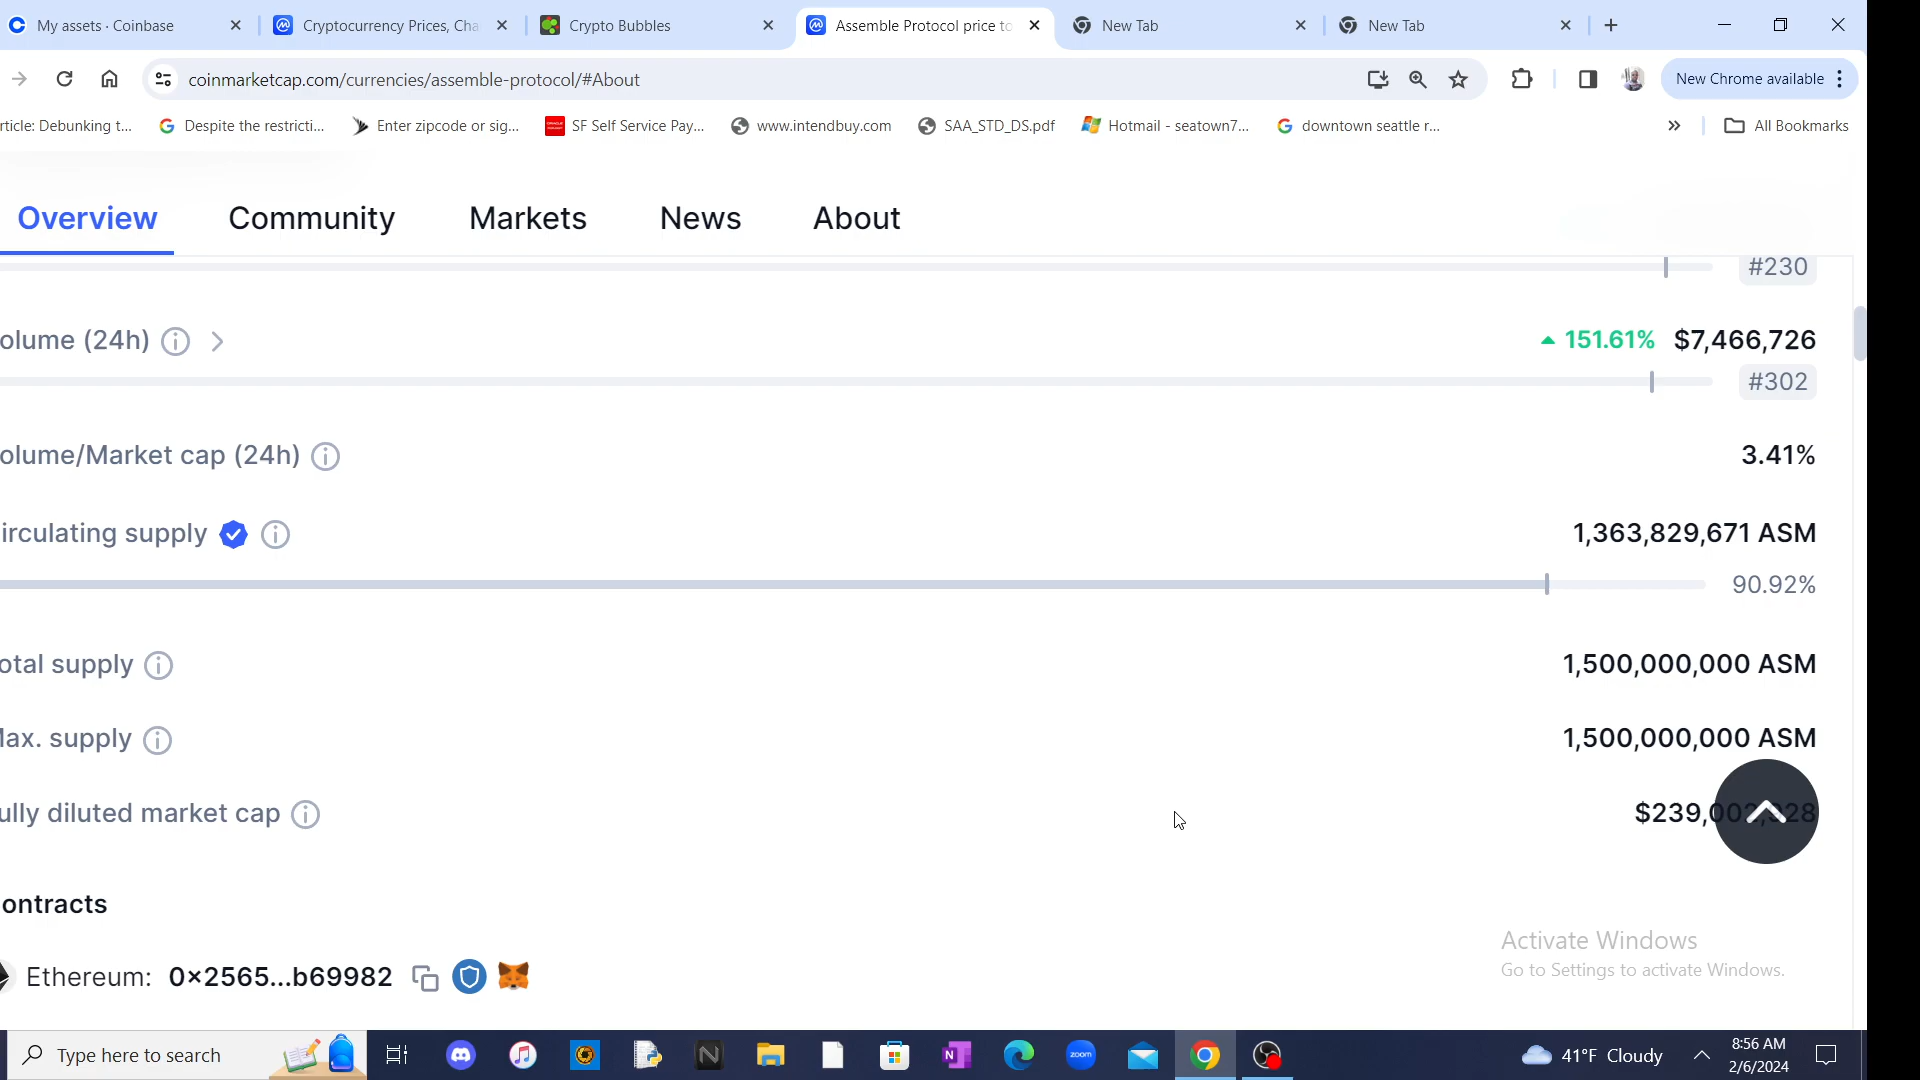 My assets · Coinbase
Cryptocurrency Prices, Cha
Crypto Bubbles
Assemble Protocol price to
New Tab
New Tab
coinmarketcap.com/currencies/assemble-protocol/#About
New Chrome available
rticle: Debunking t...
Despite the restricti...
Enter zipcode or sig...
SF Self Service Pay...
www.intendbuy.com
SAA_STD_DS.pdf
Hotmail - seatown7...
downtown seattle r...
»
All Bookmarks
Overview
Community
Markets
News
About
#230
olume (24h)
151.61% $7,466,726
#302
olume/Market cap (24h)
3.41%
irculating supply
1,363,829,671 ASM
90.92%
otal supply
1,500,000,000 ASM
Max. supply
1,500,000,000 ASM
ully diluted market cap
ontracts
Activate Windows
Go to Settings to activate Windows.
Ethereum: 0x2565...b69982
Type here to search
zoom
41°F Cloudy
8:56 AM
2/6/2024